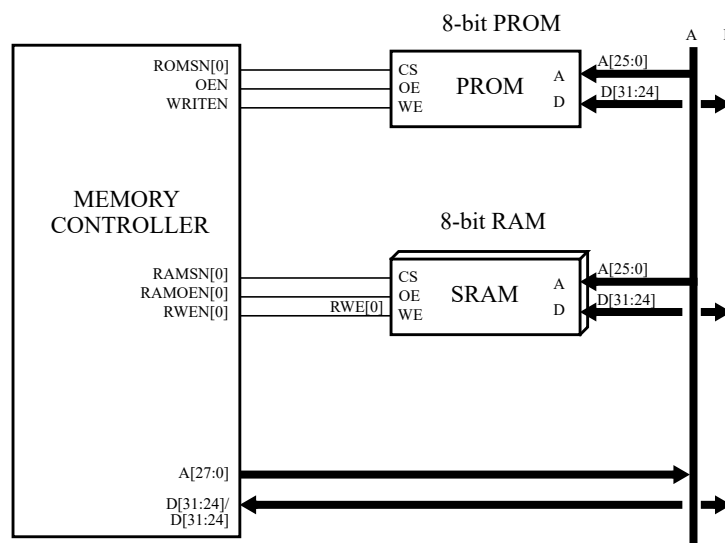 8-bit PROM
A
ROMSN[0]
OEN
WRITEN
CS
OE
WE
PROM
A
D
A[25:0]
D[31:24]
MEMORY
CONTROLLER
8-bit RAM
RAMSN[0]
RAMOEN[0]
RWEN[0]
RWE[0]
CS
OE
WE
SRAM
A
D
A[25:0]
D[31:24]
A[27:0]
D[31:24]/
D[31:24]